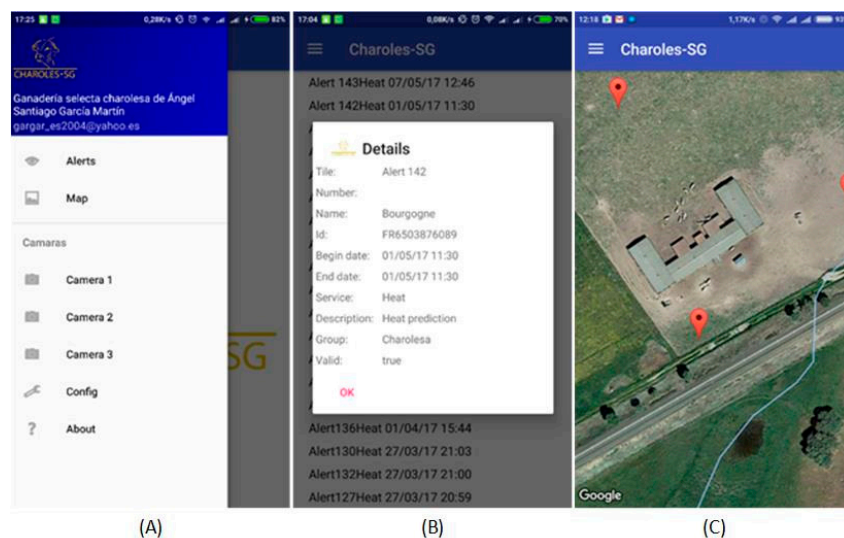 17:25 0,28K/s 82%
CHAROLES-SG
Ganadería selecta charolesa de Ángel
Santiago García Martín
gargar_es2004@yahoo.es
Alerts
Map
Camaras
Camera 1
Camera 2
Camera 3
Config
About
SG
(A)
17:04 0,08K/s 70%
Charoles-SG
Alert 143Heat 07/05/17 12:46
Alert 142Heat 01/05/17 11:30
Details
Tile: Alert 142
Number:
Name: Bourgogne
Id: FR6503876089
Begin date: 01/05/17 11:30
End date: 01/05/17 11:30
Service: Heat
Description: Heat prediction
Group: Charolesa
Valid: true
OK
Alert136Heat 01/04/17 15:44
Alert130Heat 27/03/17 21:03
Alert132Heat 27/03/17 21:00
Alert127Heat 27/03/17 20:59
(B)
12:18 1,17K/s
Charoles-SG
Google
(C)